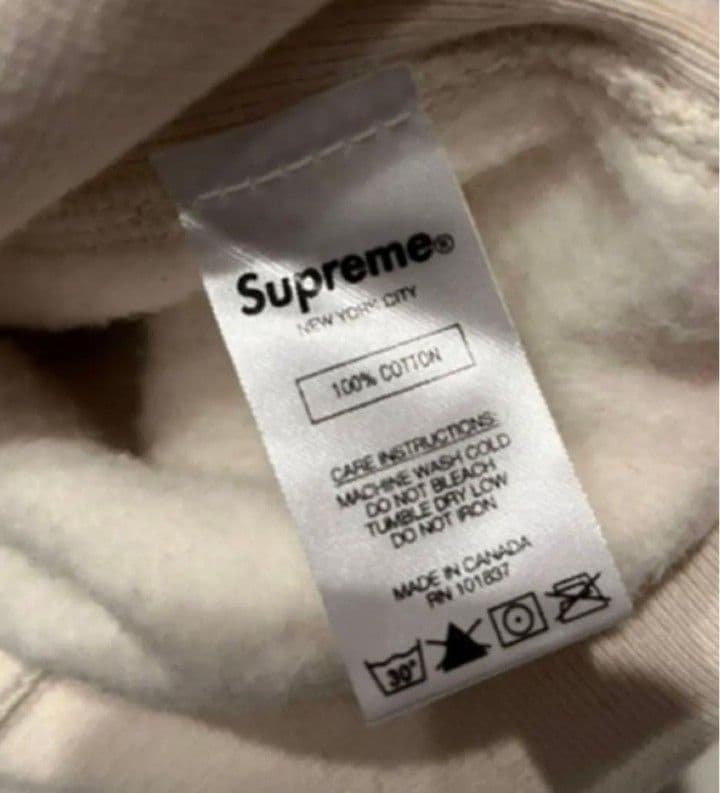 Supreme®
NEW YORK CITY
100% COTTON
CARE INSTRUCTIONS:
MACHINE WASH COLD
DO NOT BLEACH
TUMBLE DRY LOW
DO NOT IRON
MADE IN CANADA
RN 101837
30°